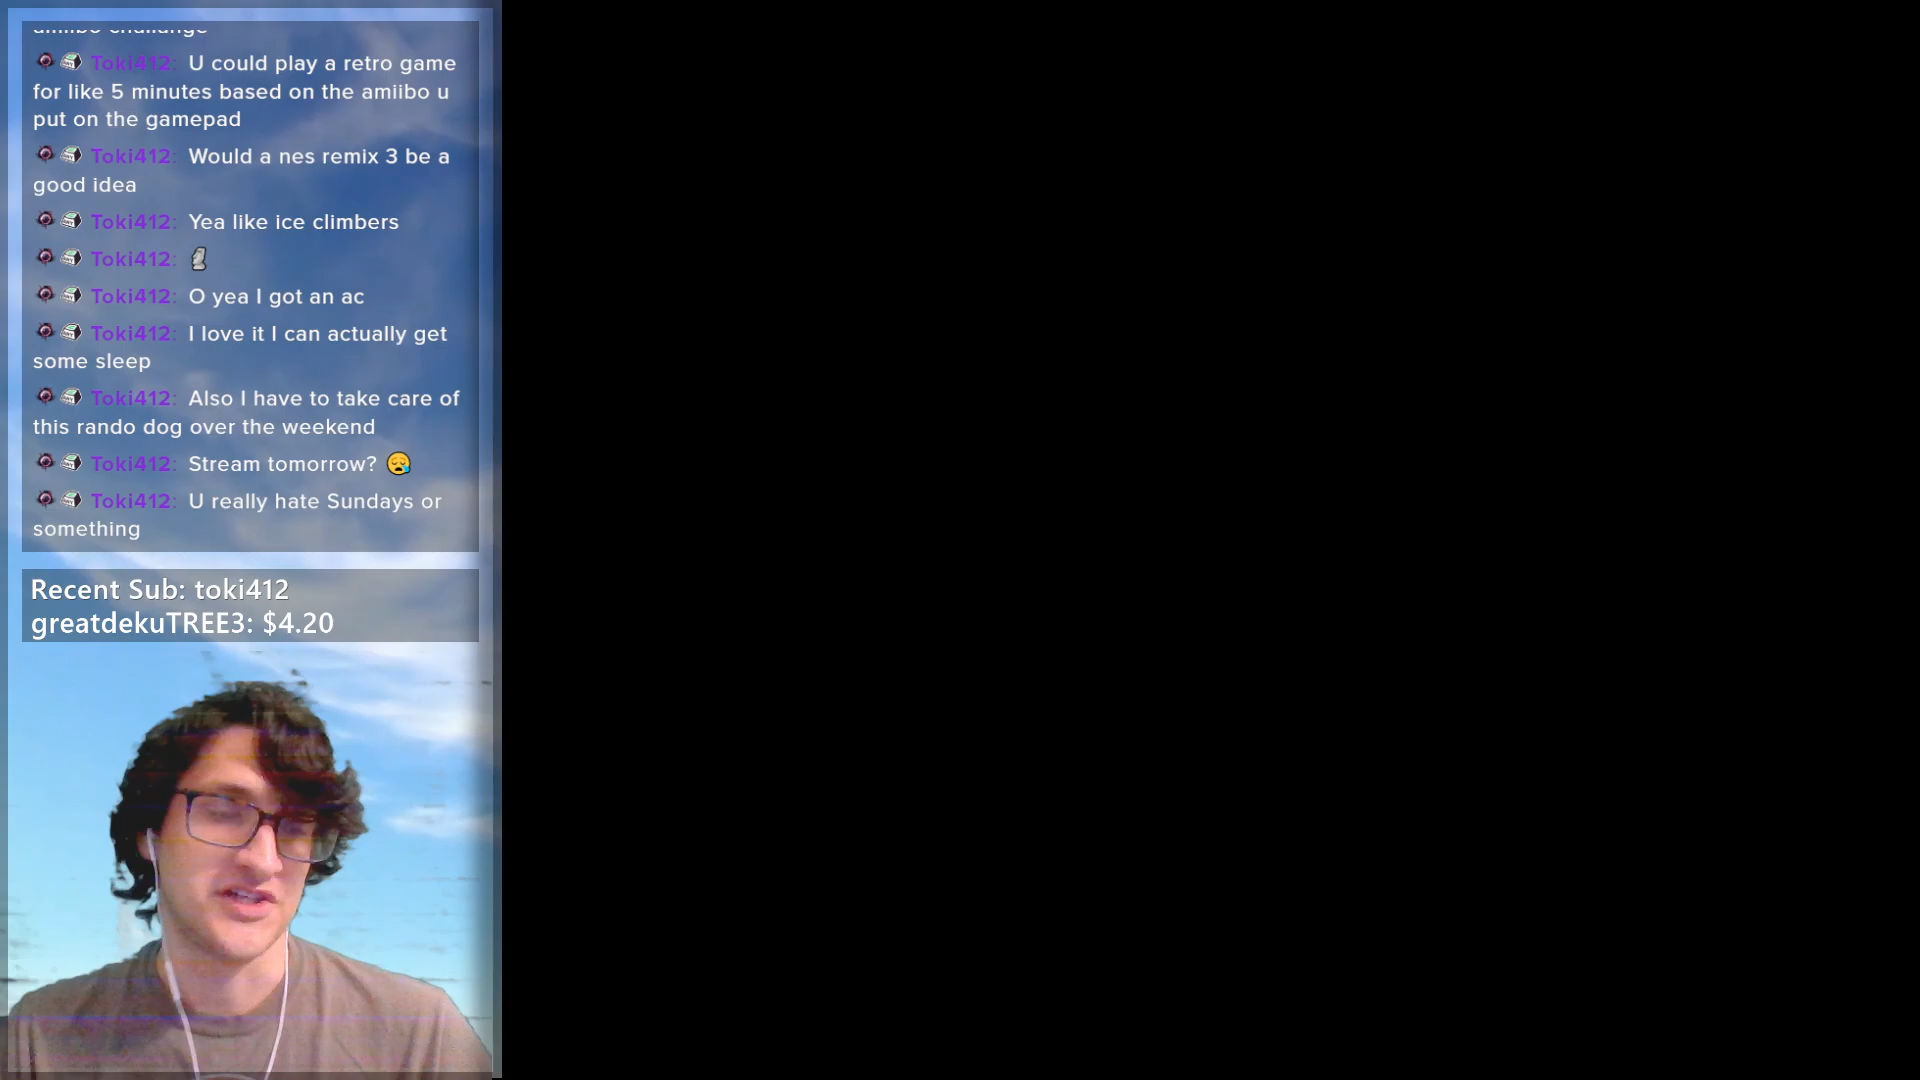 amiibo challange
Toki412: U could play a retro game
for like 5 minutes based on the amiibo u
put on the gamepad
Toki412: Would a nes remix 3 be a
good idea
Toki412: Yea like ice climbers
Toki412: 🗿
Toki412: O yea I got an ac
Toki412: I love it I can actually get
some sleep
Toki412: Also I have to take care of
this rando dog over the weekend
Toki412: Stream tomorrow? 😪
Toki412: U really hate Sundays or
something
Recent Sub: toki412
greatdekuTREE3: $4.20